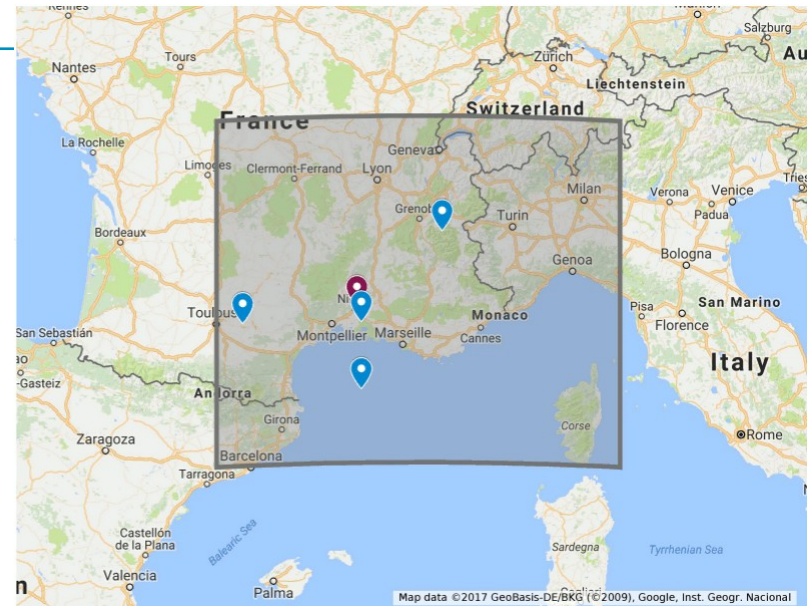 Rennes
Salzburg
Tours
Zürich
Au
Nantes
Liechtenstein
Switzerland
France
La Rochelle
Geneva
Limoges
Clermont-Ferrand
Lyon
Milan
Verona
Venice
Padua
Grenob
Turin
Bordeaux
Bologna
Genoa
Toulous
Ni
Monaco
Pisa
San Marino
Montpellier
Marseille
Cannes
Florence
San Sebastián
-Gasteiz
Italy
Andorra
Girona
Corse
Zaragoza
Rome
Barcelona
Tarragona
Castellón
de la Plana
Balearic Sea
Sardegna
Tyrrhenian Sea
Valencia
Palma
n
Map data ©2017 GeoBasis-DE/BKG (©2009), Google, Inst. Geogr. Nacional